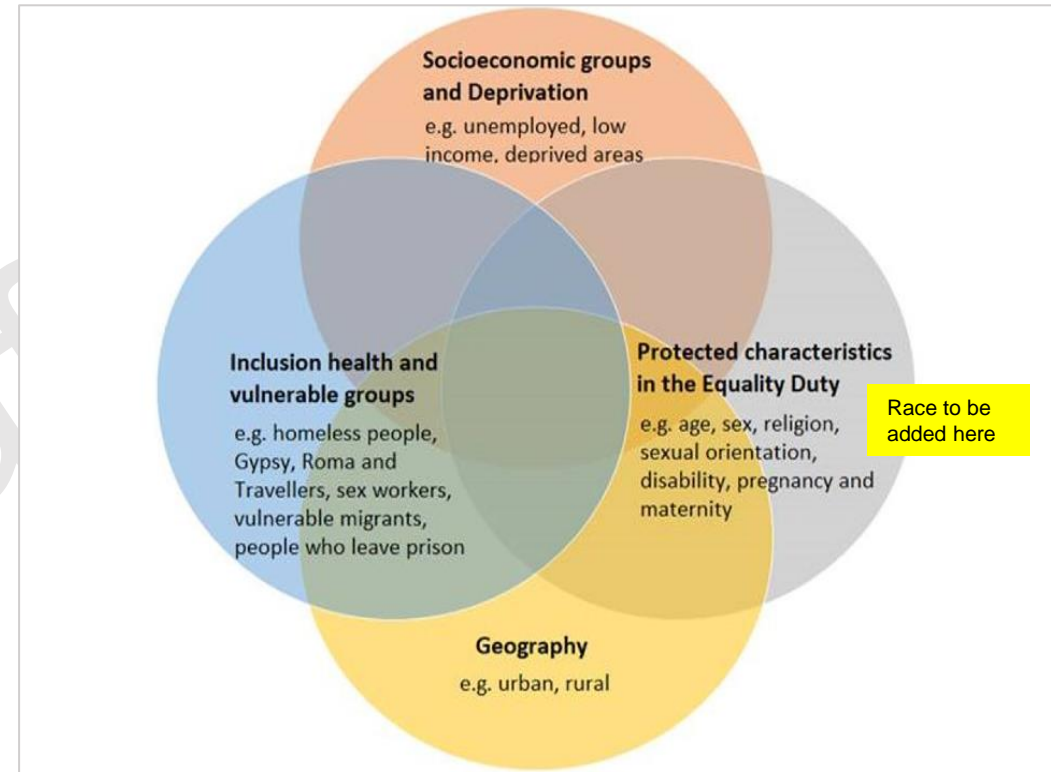 Socioeconomic groups
and Deprivation
e.g. unemployed, low
income, deprived areas
Inclusion health and
vulnerable groups
e.g. homeless people,
Gypsy, Roma and
Travellers, sex workers,
vulnerable migrants,
people who leave prison
Protected characteristics
in the Equality Duty
e.g. age, sex, religion,
sexual orientation,
disability, pregnancy and
maternity
Race to be
added here
Geography
e.g. urban, rural